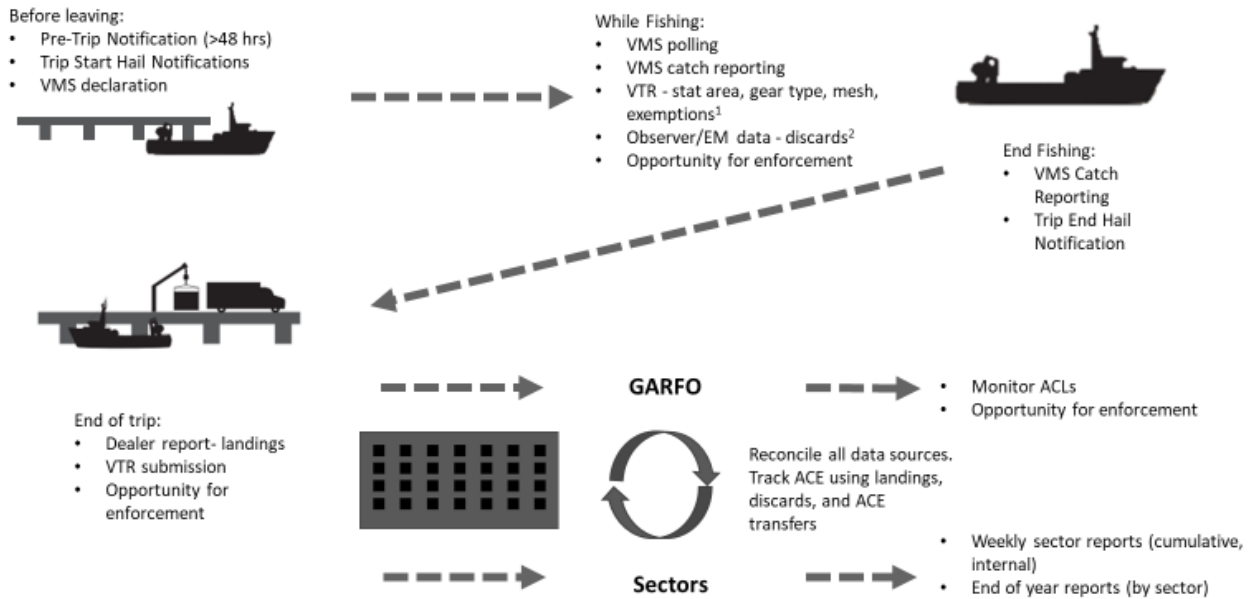 Before leaving:
• Pre-Trip Notification (>48 hrs)
• Trip Start Hail Notifications
• VMS declaration
While Fishing:
• VMS polling
• VMS catch reporting
• VTR - stat area, gear type, mesh,
exemptions¹
• Observer/EM data - discards²
• Opportunity for enforcement
End Fishing:
• VMS Catch
Reporting
• Trip End Hail
Notification
End of trip:
• Dealer report- landings
• VTR submission
• Opportunity for
enforcement
GARFO
• Monitor ACLs
• Opportunity for enforcement
Reconcile all data sources.
Track ACE using landings,
discards, and ACE
transfers
Sectors
• Weekly sector reports (cumulative,
internal)
• End of year reports (by sector)